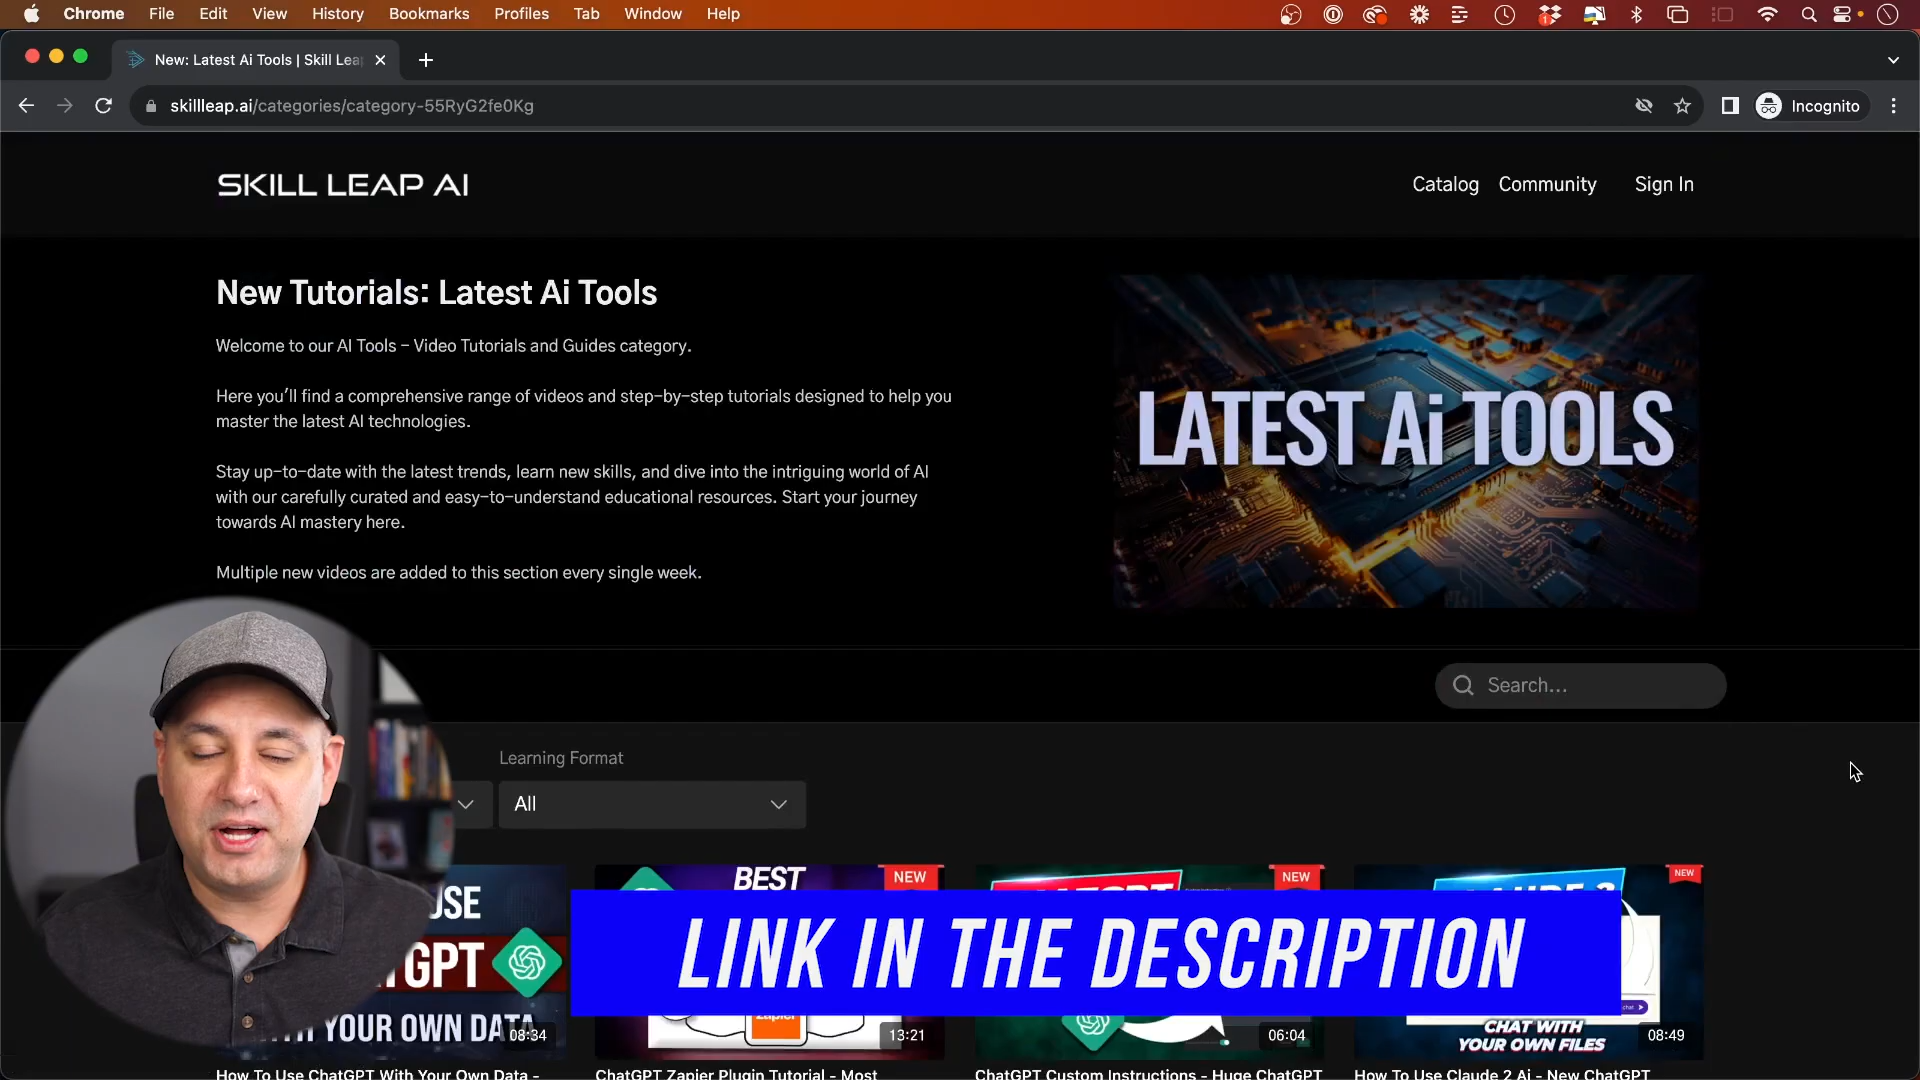 Chrome File Edit View History Bookmarks Profiles Tab Window Help
New: Latest Ai Tools | Skill Lea
skillleap.ai/categories/category-55RyG2fe0Kg
Incognito
SKILL LEAP AI
Catalog Community Sign In
New Tutorials: Latest Ai Tools
Welcome to our AI Tools - Video Tutorials and Guides category.
Here you'll find a comprehensive range of videos and step-by-step tutorials designed to help you
master the latest AI technologies.
Stay up-to-date with the latest trends, learn new skills, and dive into the intriguing world of AI
with our carefully curated and easy-to-understand educational resources. Start your journey
towards AI mastery here.
Multiple new videos are added to this section every single week.
LATEST Ai TOOLS
Search...
Learning Format
All
USE
GPT
YOUR OWN DATA
08:34
BEST
NEW
zapier
13:21
NEW
06:04
NEW
chat
CHAT WITH
YOUR OWN FILES
08:49
LINK IN THE DESCRIPTION
How To Use ChatGPT With Your Own Data -
ChatGPT Zapier Plugin Tutorial - Most
ChatGPT Custom Instructions - Huge ChatGPT
How To Use Claude 2 Ai - New ChatGPT